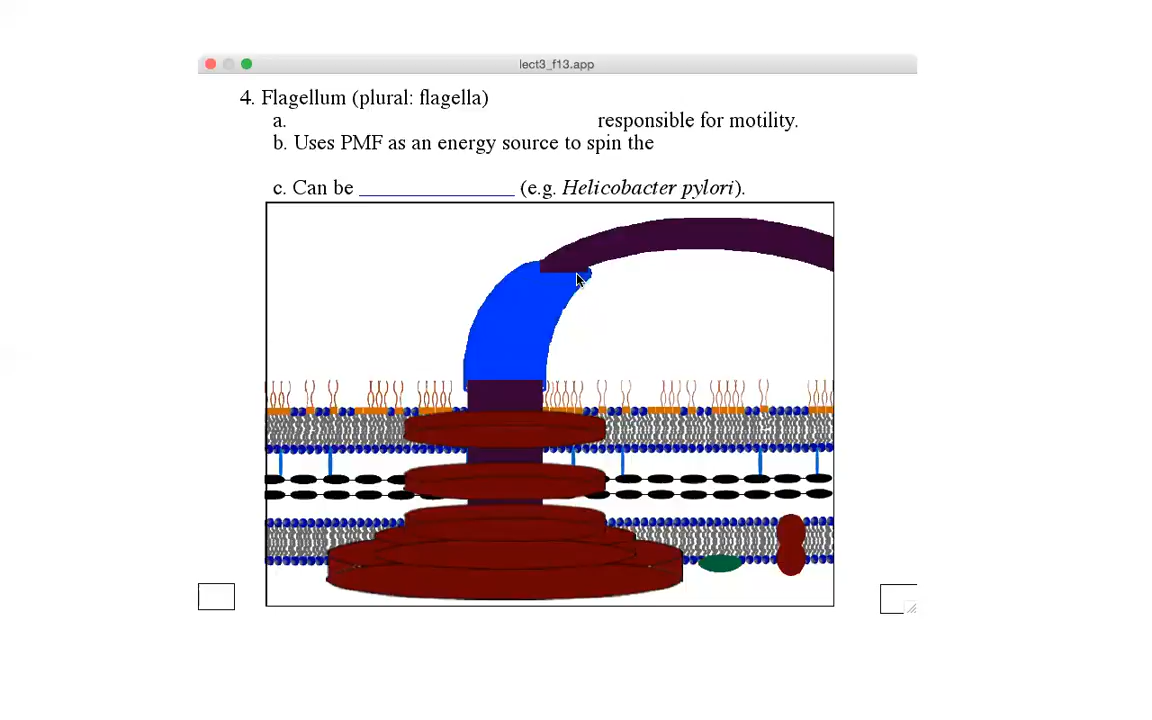 lect3_f13.app
4. Flagellum (plural: flagella)
a. responsible for motility.
b. Uses PMF as an energy source to spin the
c. Can be ______________ (e.g. Helicobacter pylori).